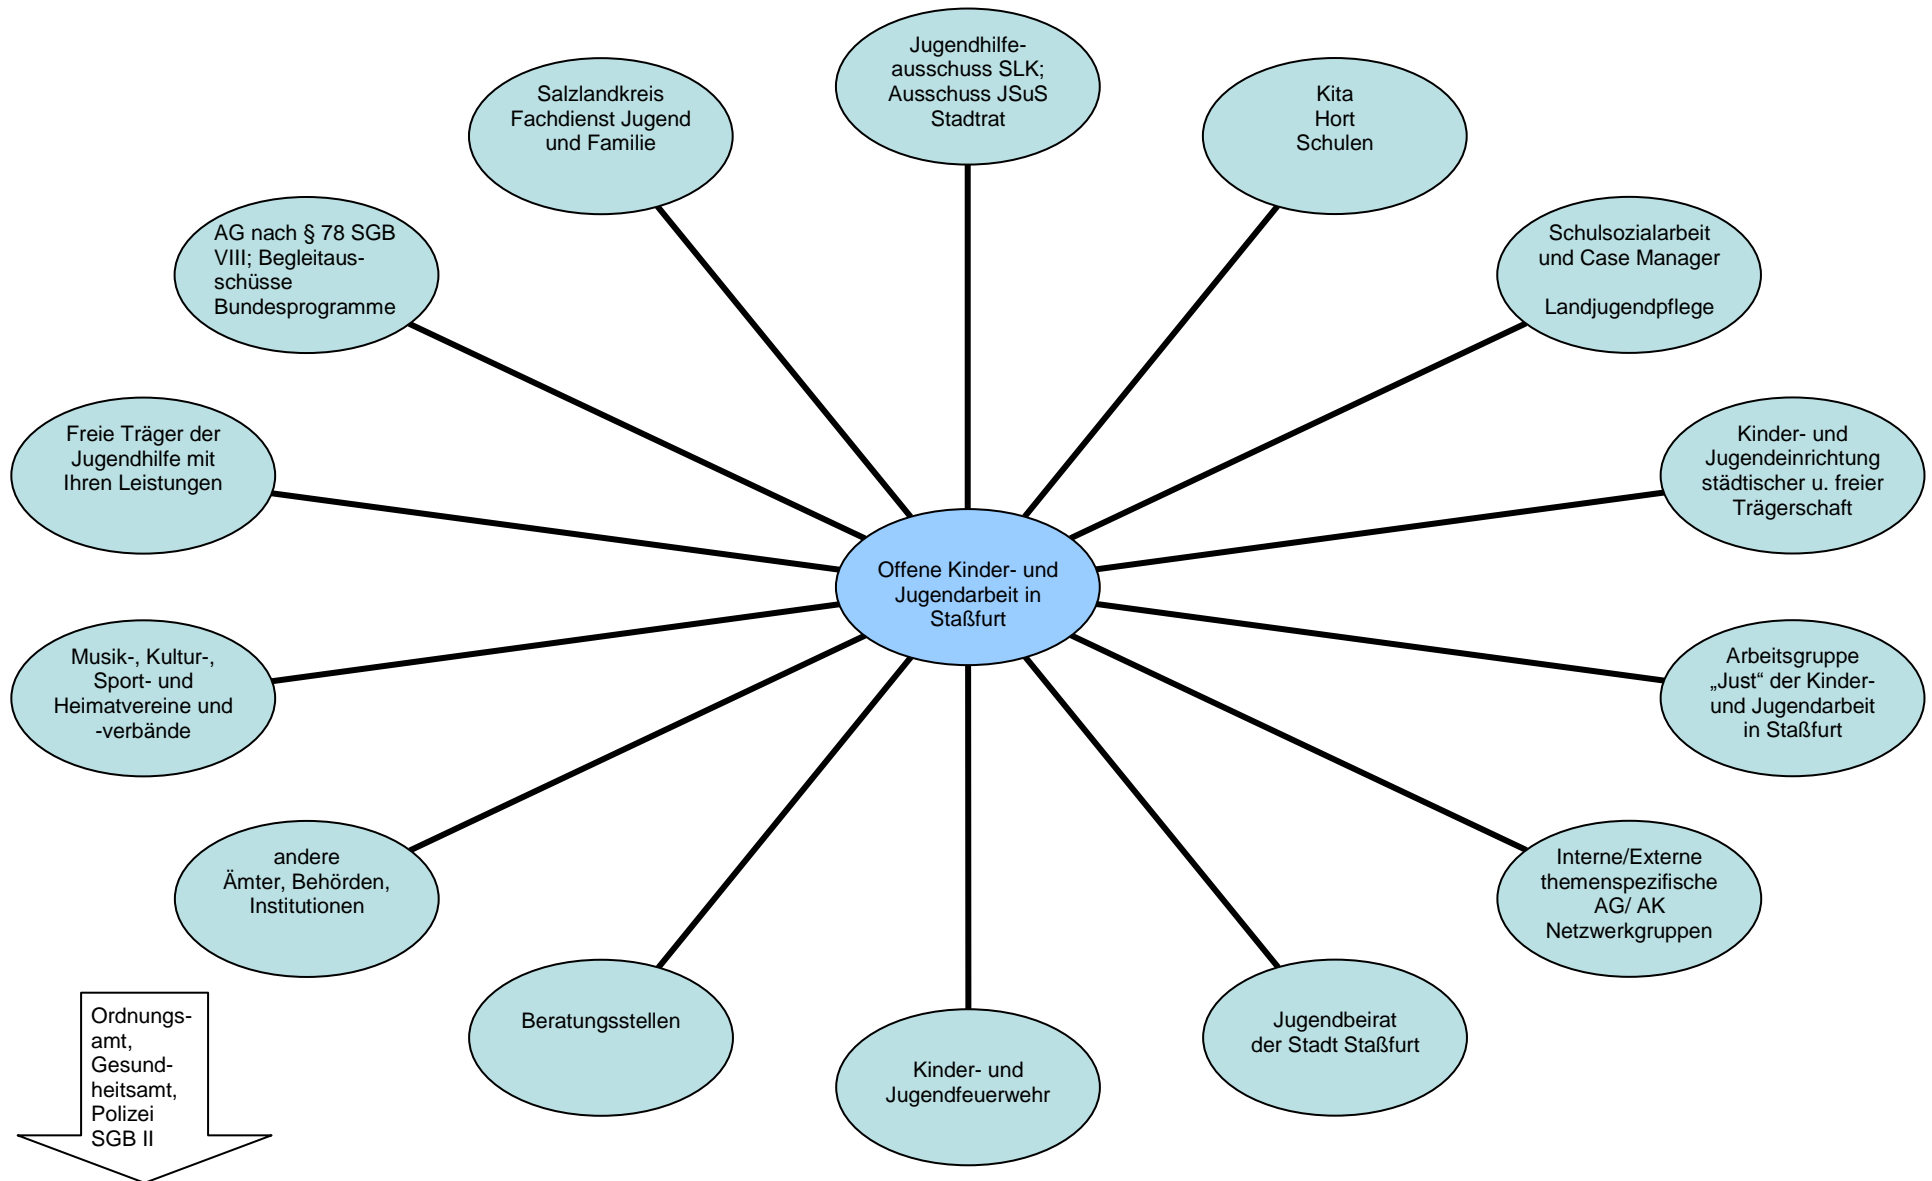 Jugendhilfe-
ausschuss SLK;
Ausschuss JSuS
Stadtrat
Salzlandkreis
Fachdienst Jugend
und Familie
Kita
Hort
Schulen
AG nach § 78 SGB
VIII; Begleitaus-
schüsse
Bundesprogramme
Schulsozialarbeit
und Case Manager
Landjugendpflege
Freie Träger der
Jugendhilfe mit
Ihren Leistungen
Kinder- und
Jugendeinrichtung
städtischer u. freier
Trägerschaft
Offene Kinder- und
Jugendarbeit in
Staßfurt
Musik-, Kultur-,
Sport- und
Heimatvereine und
-verbände
Arbeitsgruppe
„Just“ der Kinder-
und Jugendarbeit
in Staßfurt
andere
Ämter, Behörden,
Institutionen
Interne/Externe
themenspezifische
AG/ AK
Netzwerkgruppen
Beratungsstellen
Jugendbeirat
der Stadt Staßfurt
Kinder- und
Jugendfeuerwehr
Ordnungs-
amt,
Gesund-
heitsamt,
Polizei
SGB II